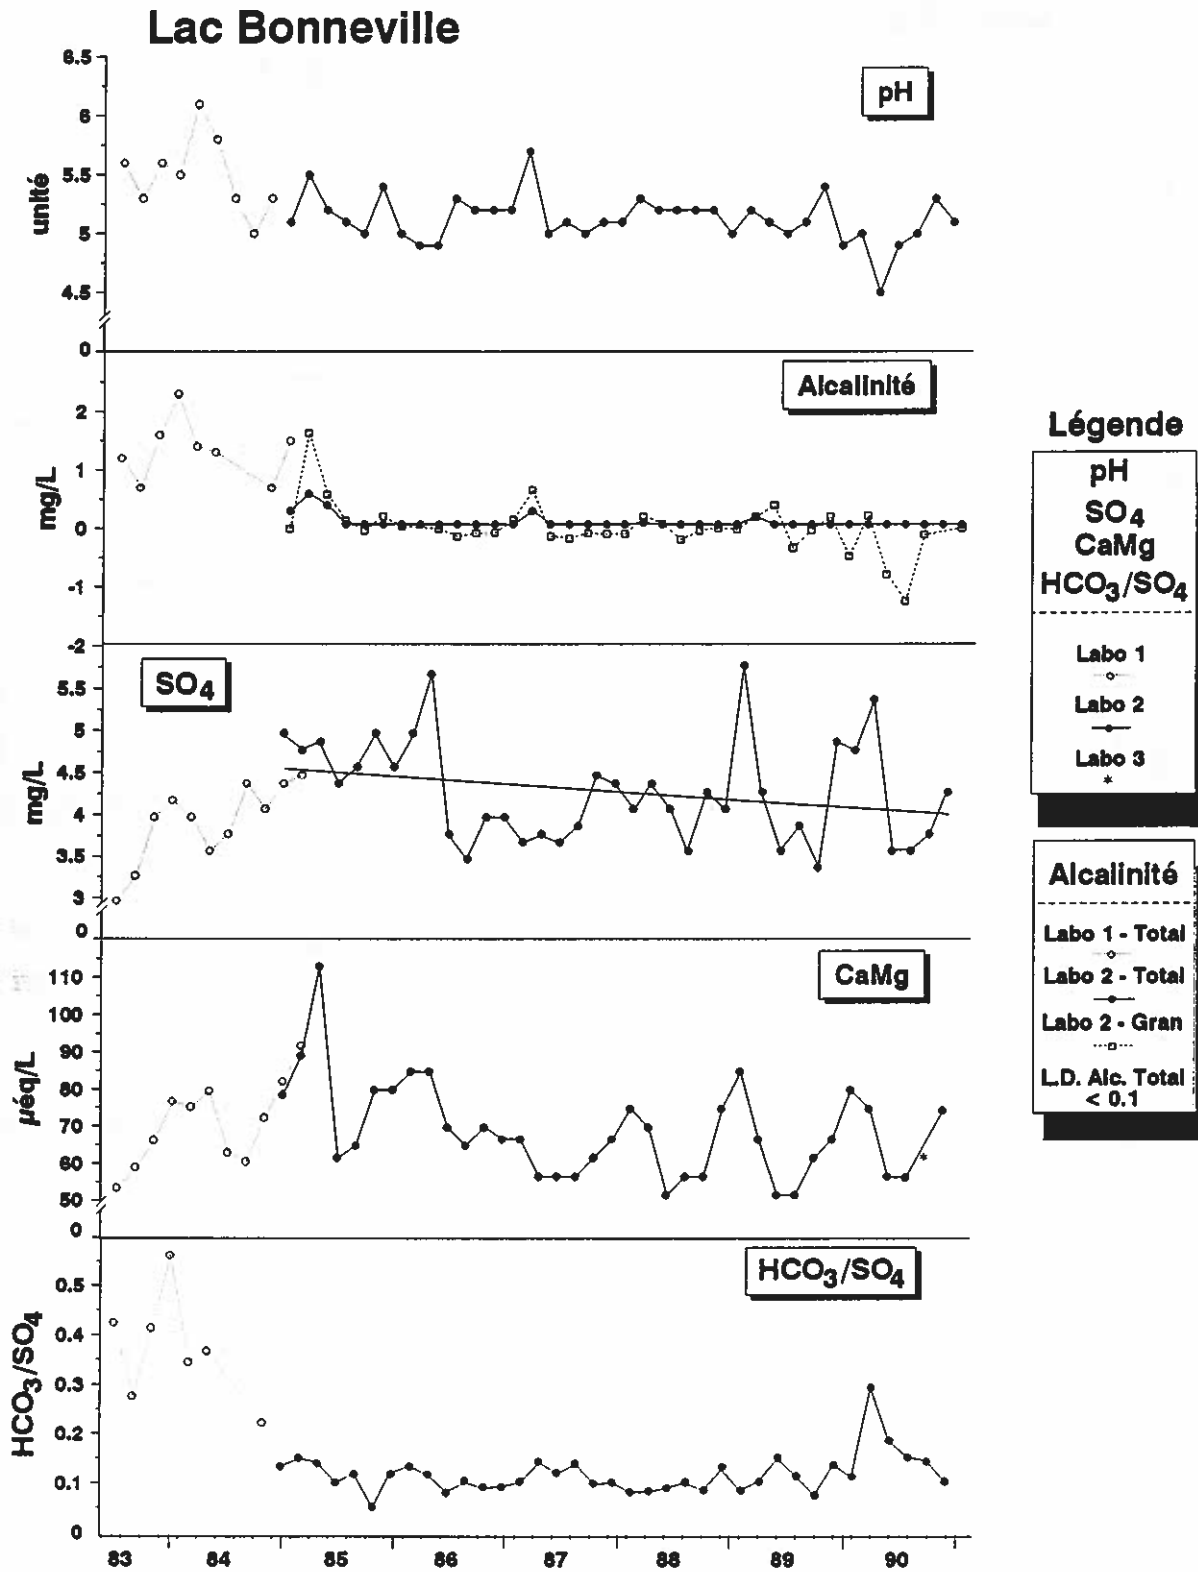 Lac Bonneville
pH
unité
6.5
6
5.5
5
4.5
0
Alcalinité
mg/L
2
1
0
-1
-2
SO4
mg/L
5.5
5
4.5
4
3.5
3
0
CaMg
µéq/L
110
100
90
80
70
60
50
0
HCO3/SO4
HCO3/SO4
0.5
0.4
0.3
0.2
0.1
0
83 84 85 86 87 88 89 90
Légende
pH
SO4
CaMg
HCO3/SO4
Labo 1
Labo 2
Labo 3
*
Alcalinité
Labo 1 - Total
Labo 2 - Total
Labo 2 - Gran
L.D. Alc. Total
< 0.1